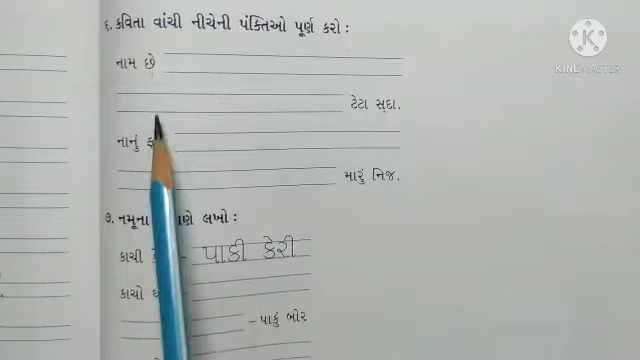 ૬. કવિતા વાંચી નીચેની પંક્તિઓ પૂર્ણ કરો :
નામ છે
ટેટા સદા.
નાનું
મારું નિજ.
૭. નમૂના લખો :
કાચી - પાકી કેરી
કાચો
- પાકું બોર
KINEMASTER